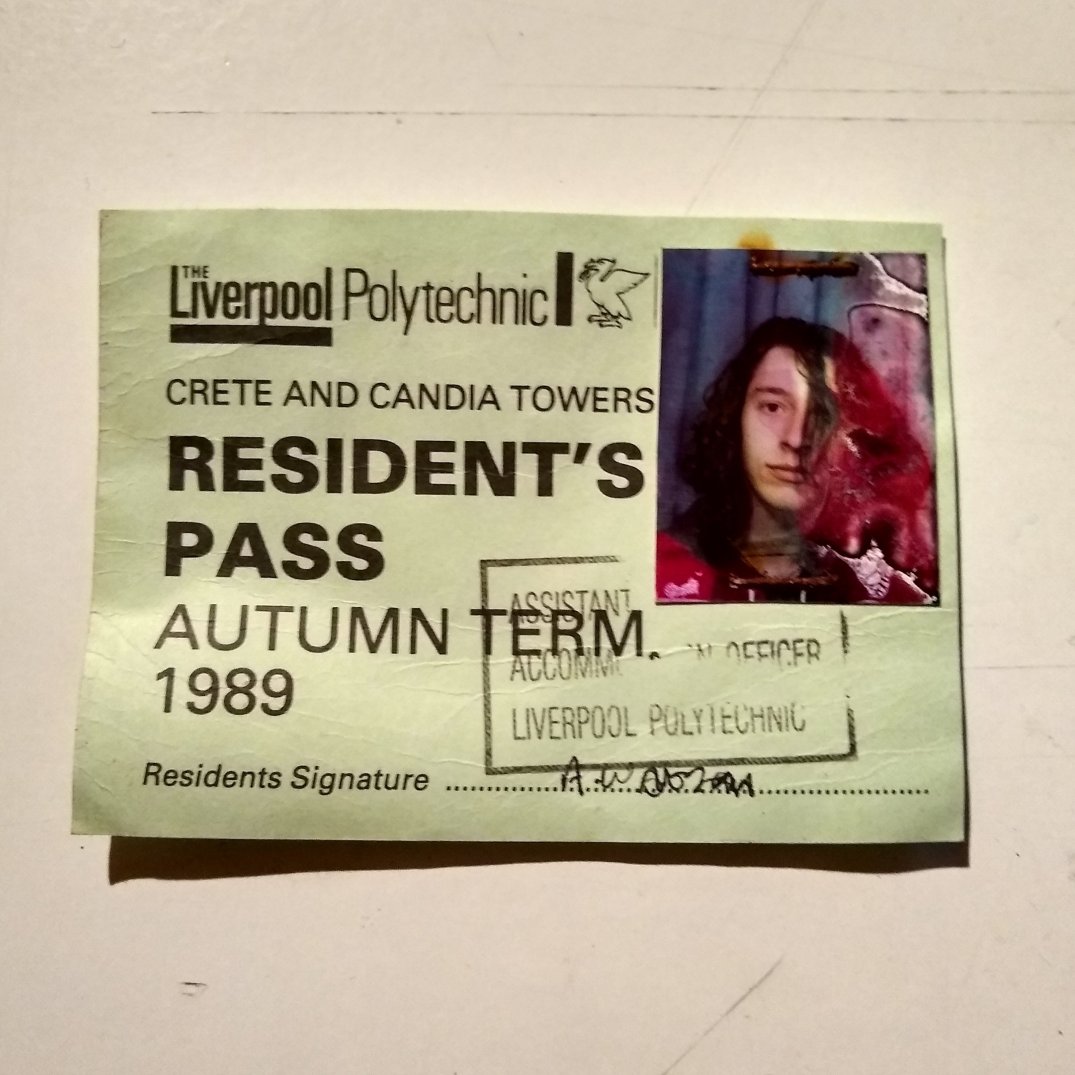 THE
Liverpool Polytechnic
CRETE AND CANDIA TOWERS
RESIDENT'S
PASS
AUTUMN TERM.
1989
ASSISTANT
OFFICER
LIVERPOOL POLYTECHNIC
Residents Signature